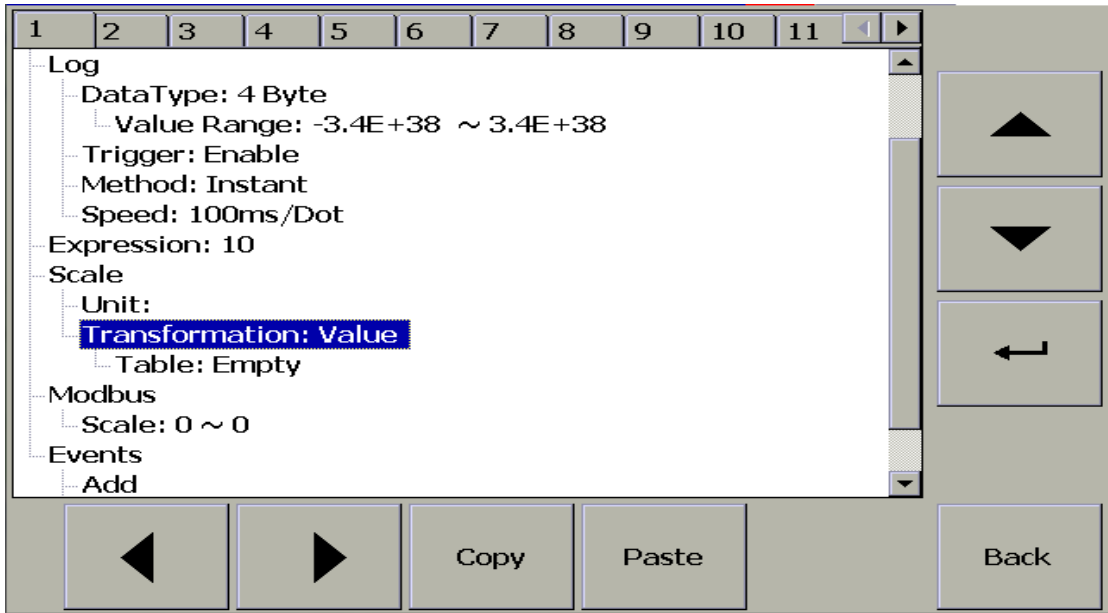 1 2 3 4 5 6 7 8 9 10 11
Log
DataType: 4 Byte
Value Range: -3.4E+38 ~ 3.4E+38
Trigger: Enable
Method: Instant
Speed: 100ms/Dot
Expression: 10
Scale
Unit:
Transformation: Value
Table: Empty
Modbus
Scale: 0 ~ 0
Events
Add
Copy Paste Back